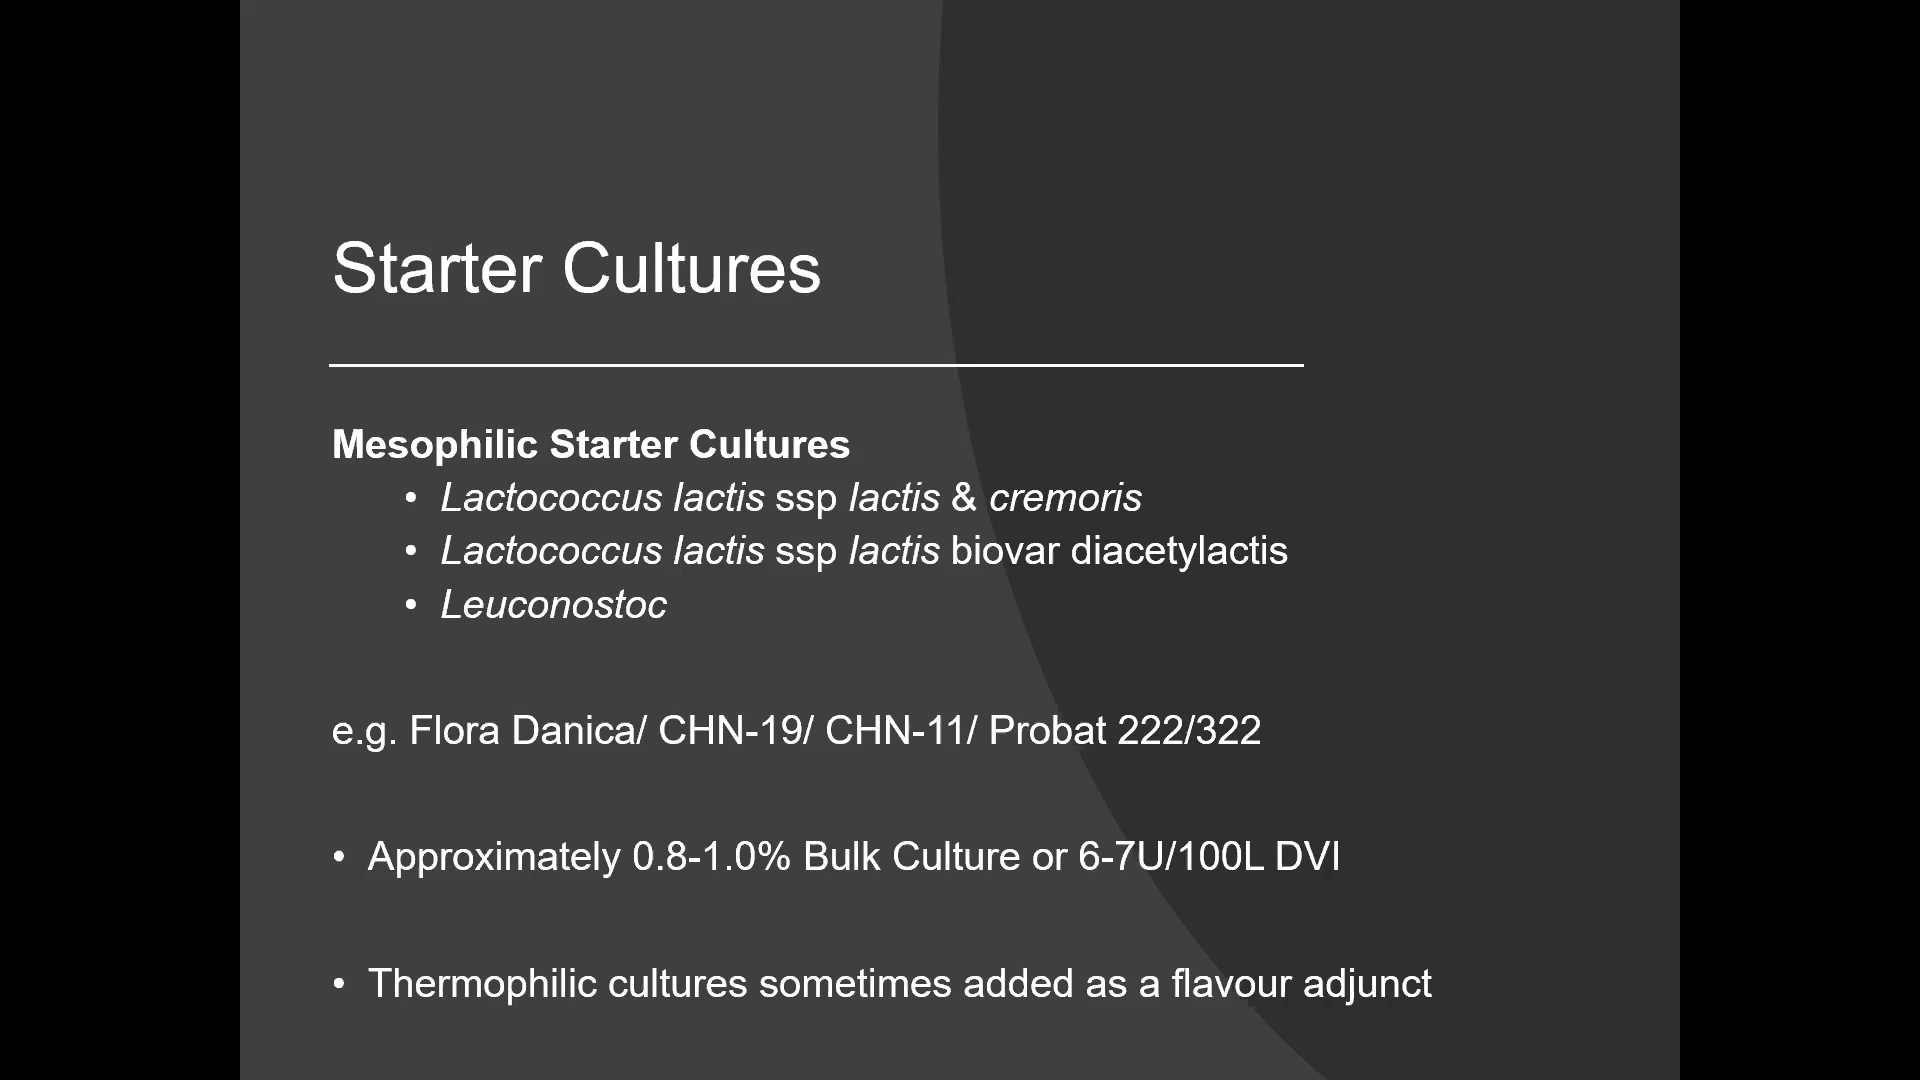 Starter Cultures
Mesophilic Starter Cultures
• Lactococcus lactis ssp lactis & cremoris
• Lactococcus lactis ssp lactis biovar diacetylactis
• Leuconostoc
e.g. Flora Danica/ CHN-19/ CHN-11/ Probat 222/322
• Approximately 0.8-1.0% Bulk Culture or 6-7U/100L DVI
• Thermophilic cultures sometimes added as a flavour adjunct